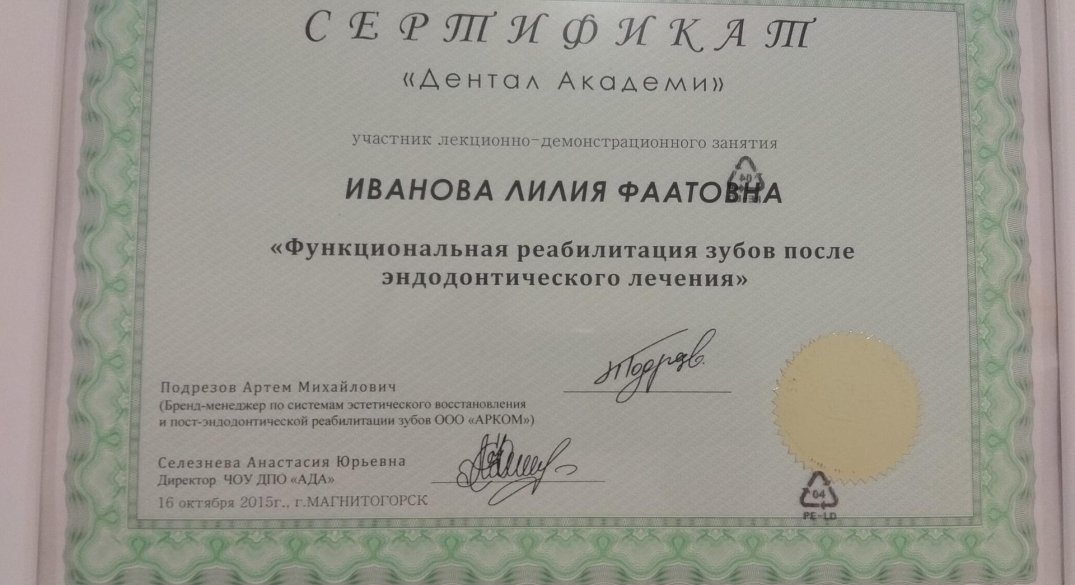 СЕРТИФИКАТ
«Дентал Академи»
участник лекционно-демонстрационного занятия
ИВАНОВА ЛИЛИЯ ФААТОВНА
04
«Функциональная реабилитация зубов после
эндодонтического лечения»
Подрезов Артем Михайлович
(Бренд-менеджер по системам эстетического восстановления
и пост-эндодонтической реабилитации зубов ООО «АРКОМ»)
Селезнева Анастасия Юрьевна
Директор ЧОУ ДПО «АДА»
16 октября 2015г., г.МАГНИТОГОРСК
04
PE-LD